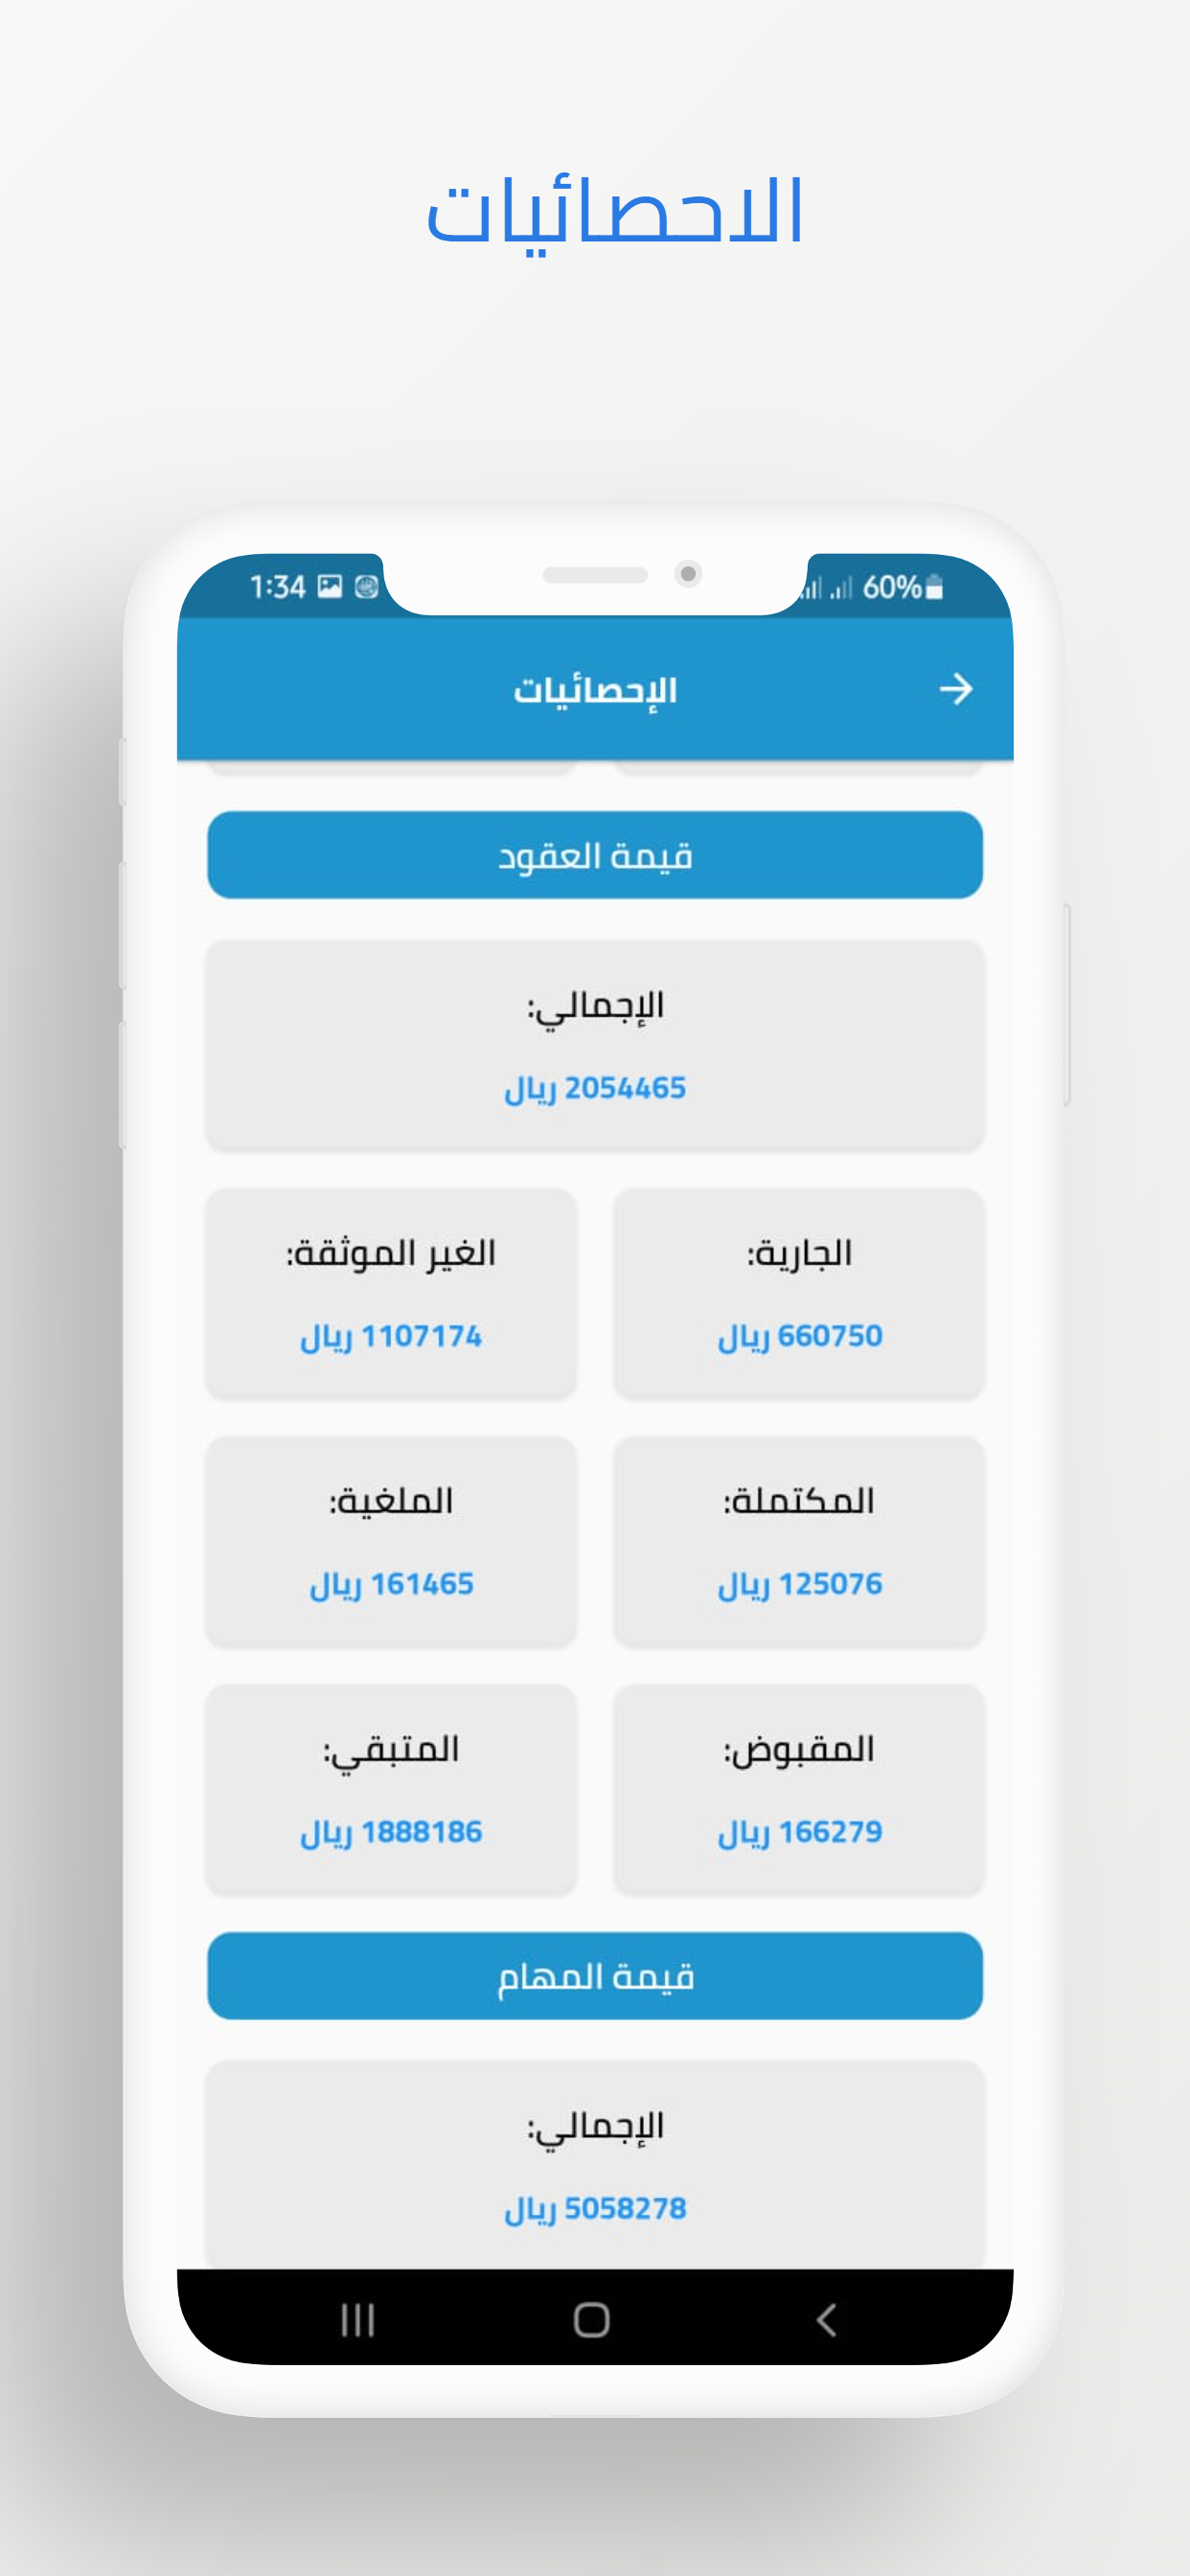 الاحصائيات
1:34 60%
الإحصائيات
قيمة العقود
الإجمالي:
2054465 ريال
الجارية: الغير الموثقة:
660750 ريال 1107174 ريال
المكتملة: الملغية:
125076 ريال 161465 ريال
المقبوض: المتبقي:
166279 ريال 1888186 ريال
قيمة المهام
الإجمالي:
5058278 ريال